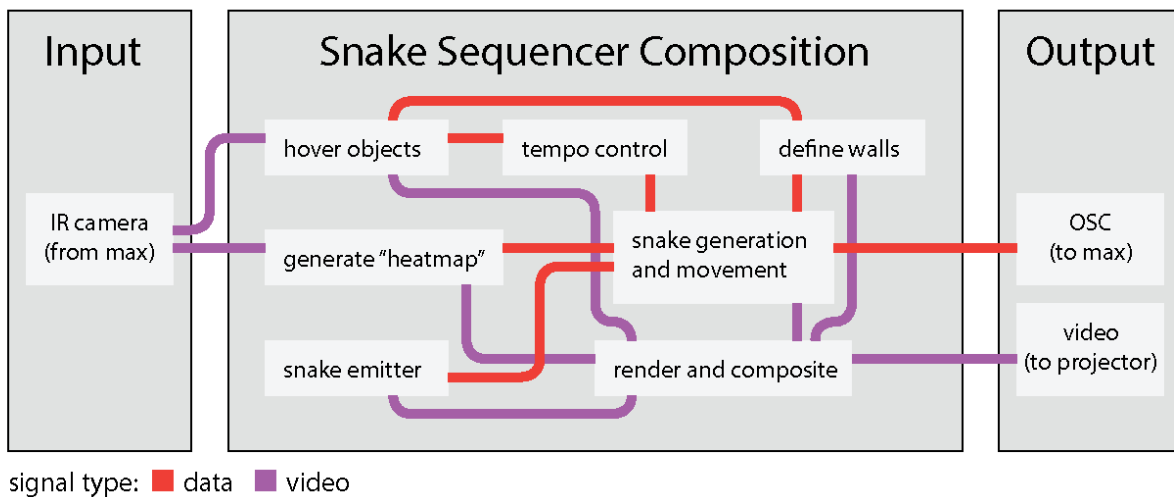 Input
Snake Sequencer Composition
Output
hover objects
tempo control
define walls
IR camera
(from max)
generate “heatmap”
snake generation
and movement
OSC
(to max)
snake emitter
render and composite
video
(to projector)
signal type: data video